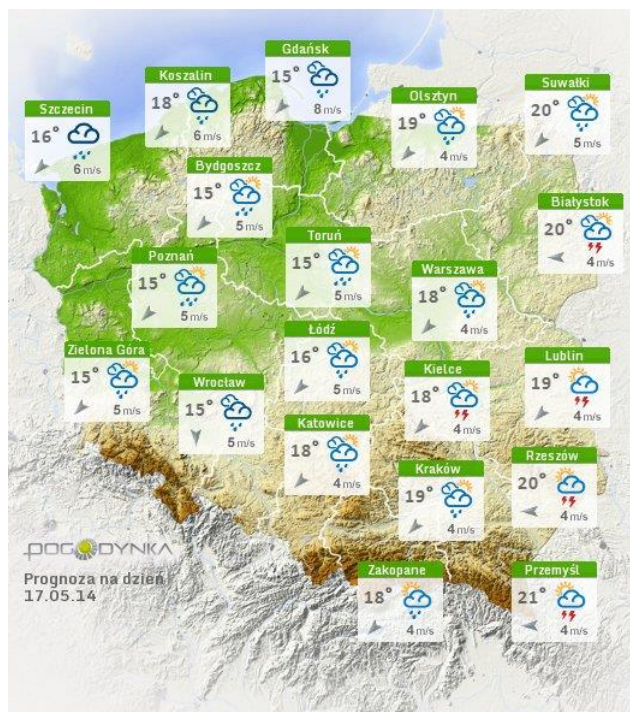 Gdańsk
15°
8 m/s
Koszalin
18°
6 m/s
Suwałki
20°
5 m/s
Olsztyn
19°
4 m/s
Szczecin
16°
6 m/s
Bydgoszcz
15°
5 m/s
Białystok
20°
4 m/s
Toruń
15°
5 m/s
Poznań
15°
5 m/s
Warszawa
18°
4 m/s
Łódź
16°
5 m/s
Zielona Góra
15°
5 m/s
Lublin
19°
4 m/s
Kielce
18°
4 m/s
Wrocław
15°
5 m/s
Katowice
18°
4 m/s
Rzeszów
20°
4 m/s
Kraków
19°
4 m/s
POGODYNKA
Prognoza na dzień
17.05.14
Zakopane
18°
4 m/s
Przemyśl
21°
4 m/s